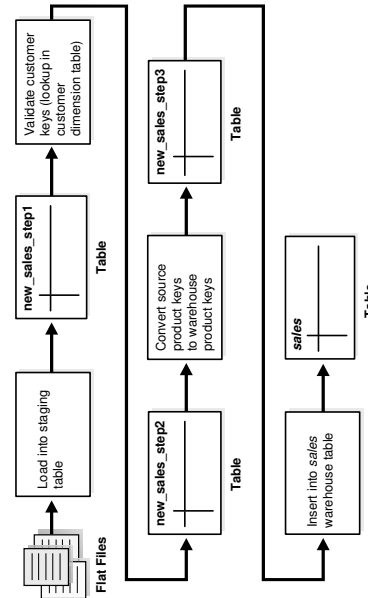 Flat Files
Load into staging
table
new_sales_step1
Table
Validate customer
keys (lookup in
customer
dimension table)
new_sales_step2
Table
Convert source
product keys
to warehouse
product keys
new_sales_step3
Table
Insert into sales
warehouse table
sales
Table